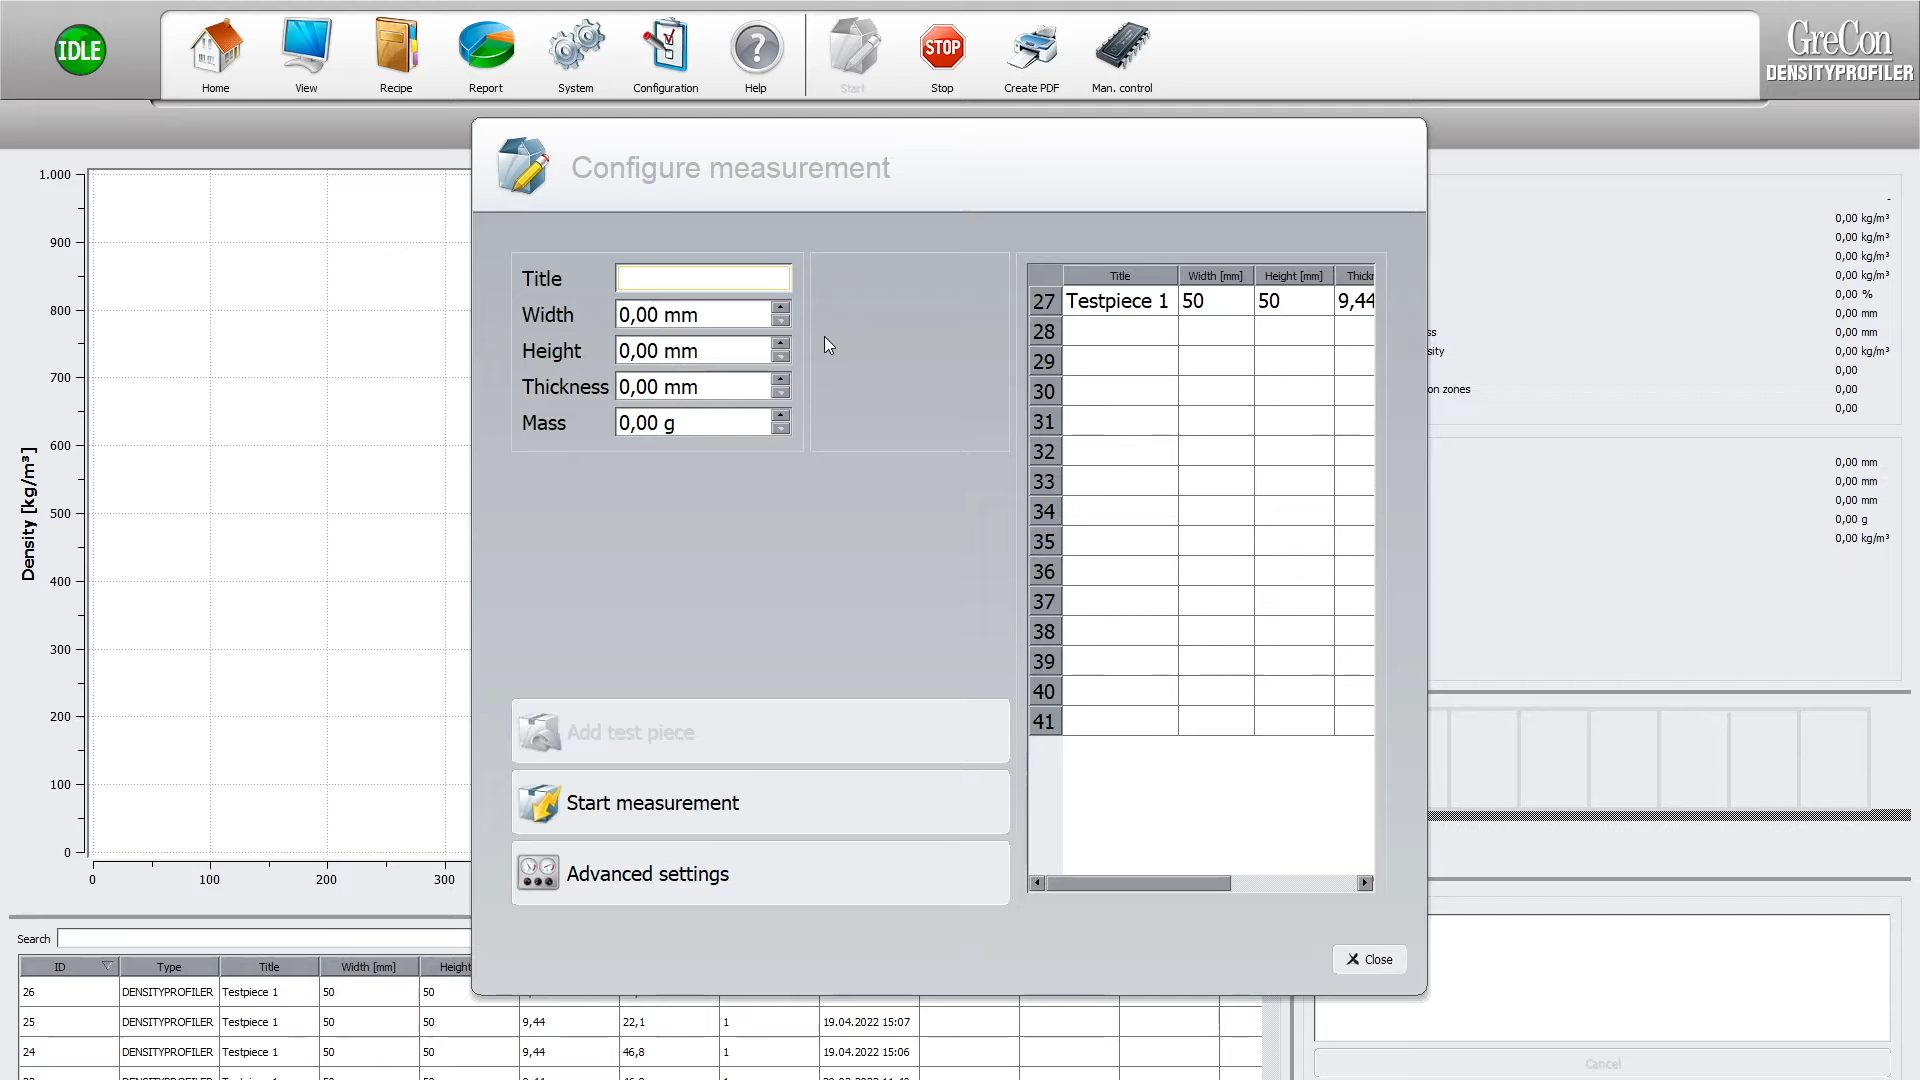 IDLE
Home
View
Recipe
Report
System
Configuration
Help
Start
Stop
STOP
Create PDF
Man. control
GreCon
DENSITYPROFILER
Configure measurement
Title
Width 0,00 mm
Height 0,00 mm
Thickness 0,00 mm
Mass 0,00 g
Add test piece
Start measurement
Advanced settings
Title Width [mm] Height [mm] Thickn
27 Testpiece 1 50 50 9,44
28
29
30
31
32
33
34
35
36
37
38
39
40
41
Close
Density [kg/m³]
1.000
900
800
700
600
500
400
300
200
100
0
0 100 200 300
-
0,00 kg/m³
0,00 kg/m³
0,00 kg/m³
0,00 kg/m³
0,00 %
0,00 mm
ss 0,00 mm
sity 0,00 kg/m³
0,00
on zones 0,00
0,00
0,00 mm
0,00 mm
0,00 mm
0,00 g
0,00 kg/m³
Search
ID Type Title Width [mm] Height
26 DENSITYPROFILER Testpiece 1 50 50
25 DENSITYPROFILER Testpiece 1 50 50 9,44 22,1 1 19.04.2022 15:07
24 DENSITYPROFILER Testpiece 1 50 50 9,44 46,8 1 19.04.2022 15:06
Cancel